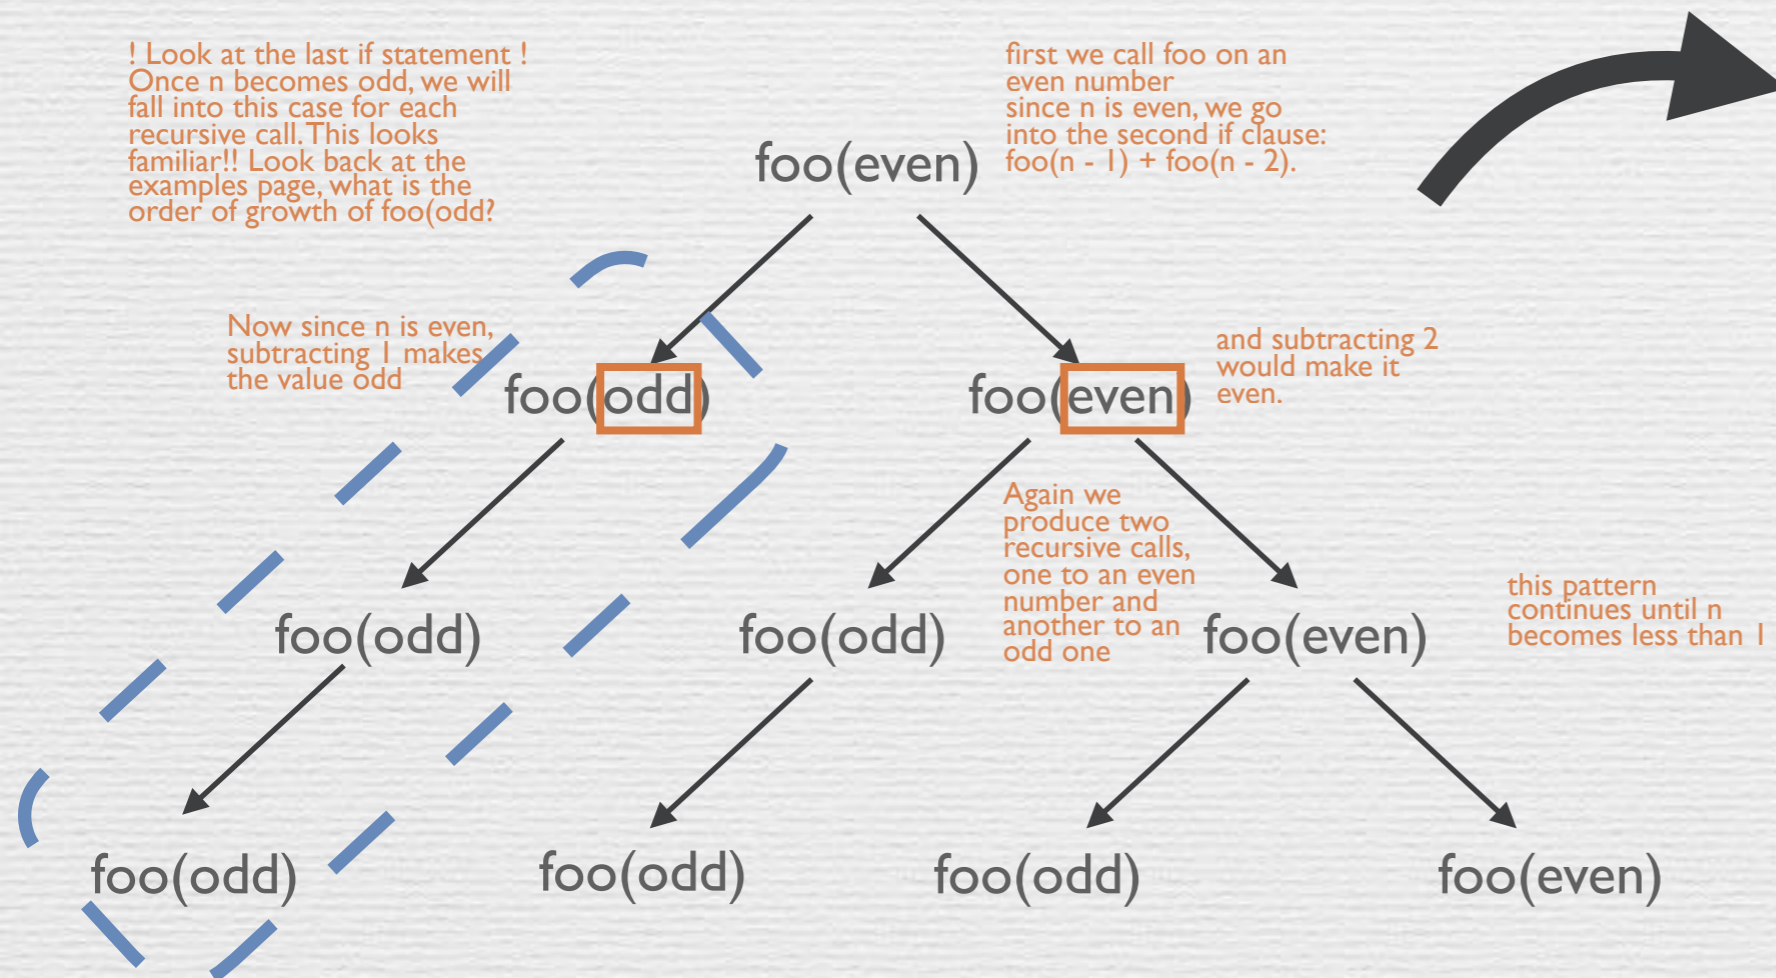 ! Look at the last if statement !
Once n becomes odd, we will
fall into this case for each
recursive call. This looks
familiar!! Look back at the
examples page, what is the
order of growth of foo(odd?
first we call foo on an
even number
since n is even, we go
into the second if clause:
foo(n - 1) + foo(n - 2).
foo(even)
Now since n is even,
subtracting 1 makes
the value odd
foo(odd)
foo(even)
and subtracting 2
would make it
even.
Again we
produce two
recursive calls,
one to an even
number and
another to an
odd one
this pattern
continues until n
becomes less than 1
foo(odd)
foo(odd)
foo(even)
foo(odd)
foo(odd)
foo(odd)
foo(even)